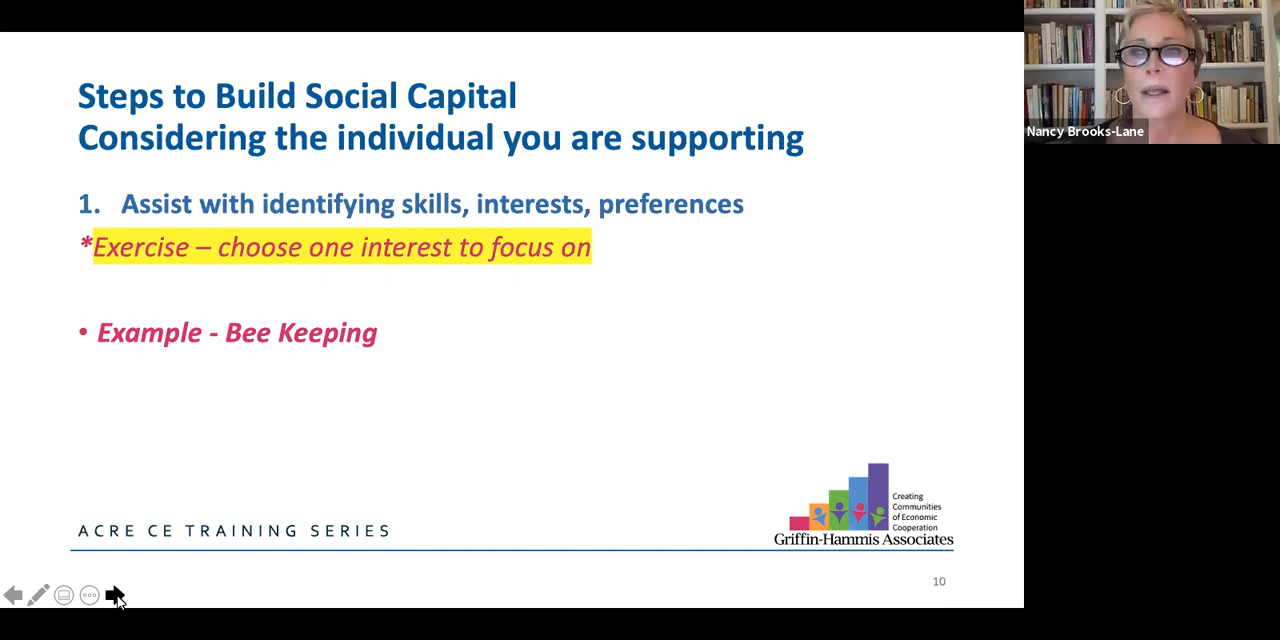 Steps to Build Social Capital
Considering the individual you are supporting
1. Assist with identifying skills, interests, preferences
*Exercise – choose one interest to focus on
• Example - Bee Keeping
ACRE CE TRAINING SERIES
Creating
Communities
of Economic
Cooperation
Griffin-Hammis Associates
10
Nancy Brooks-Lane